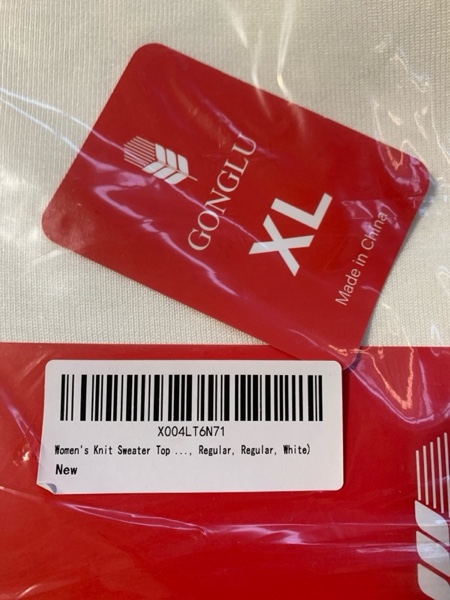 GONGLU
XL
Made in China
X004LT6N71
Women's Knit Sweater Top ..., Regular, Regular, White)
New